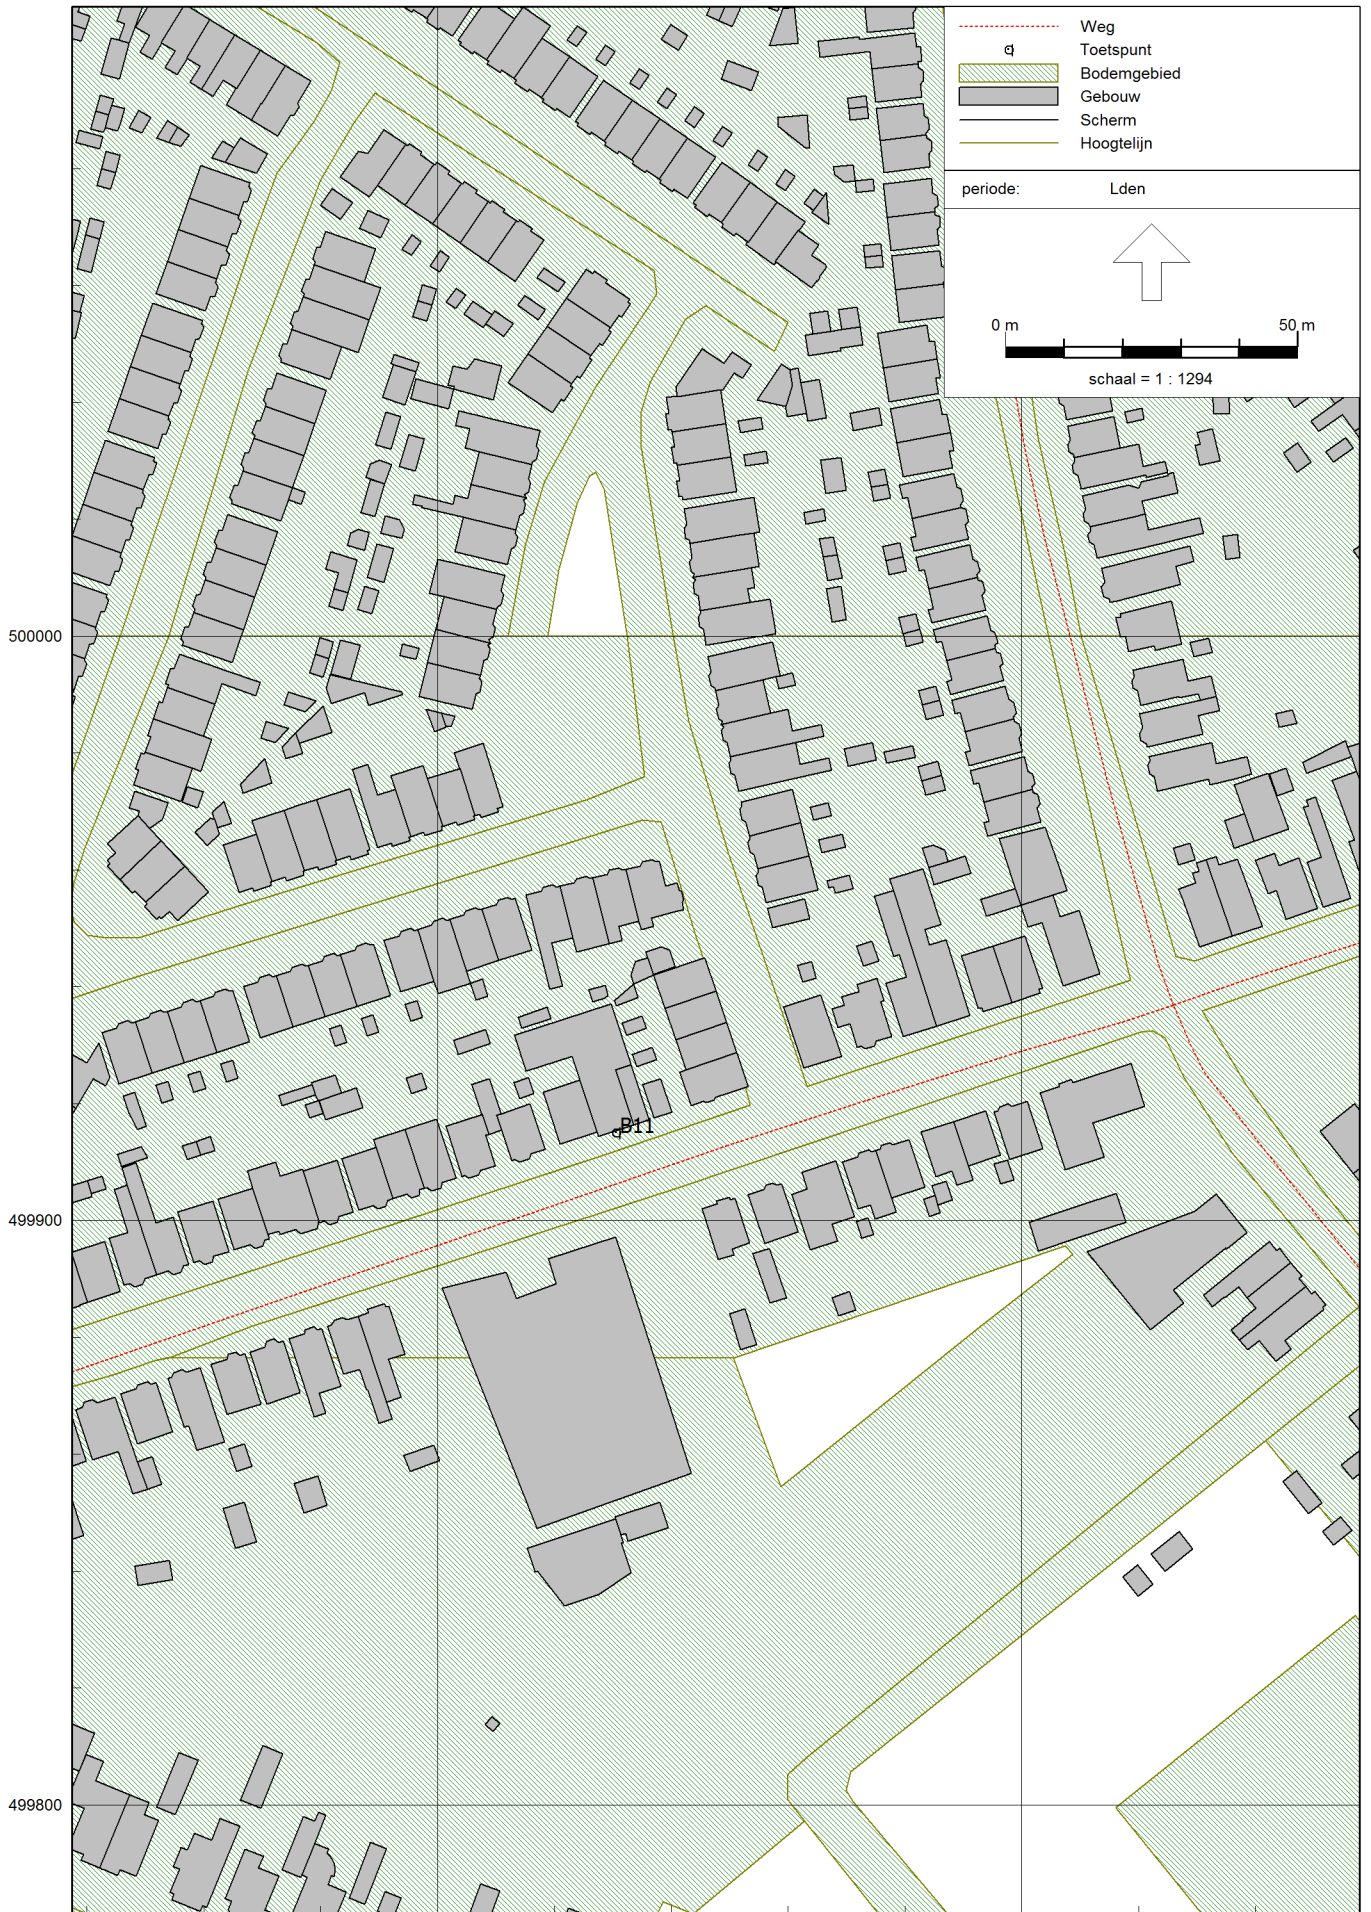 Weg
Toetspunt
Bodemgebied
Gebouw
Scherm
Hoogtelijn
periode: Lden
0 m 50 m
schaal = 1 : 1294
500000
B11
499900
499800